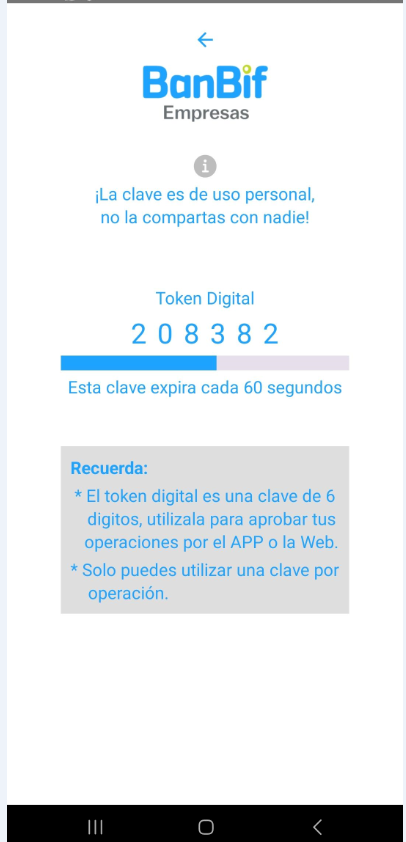 BanBif
Empresas
¡La clave es de uso personal,
no la compartas con nadie!
Token Digital
2 0 8 3 8 2
Esta clave expira cada 60 segundos
Recuerda:
* El token digital es una clave de 6
digitos, utilizala para aprobar tus
operaciones por el APP o la Web.
* Solo puedes utilizar una clave por
operación.